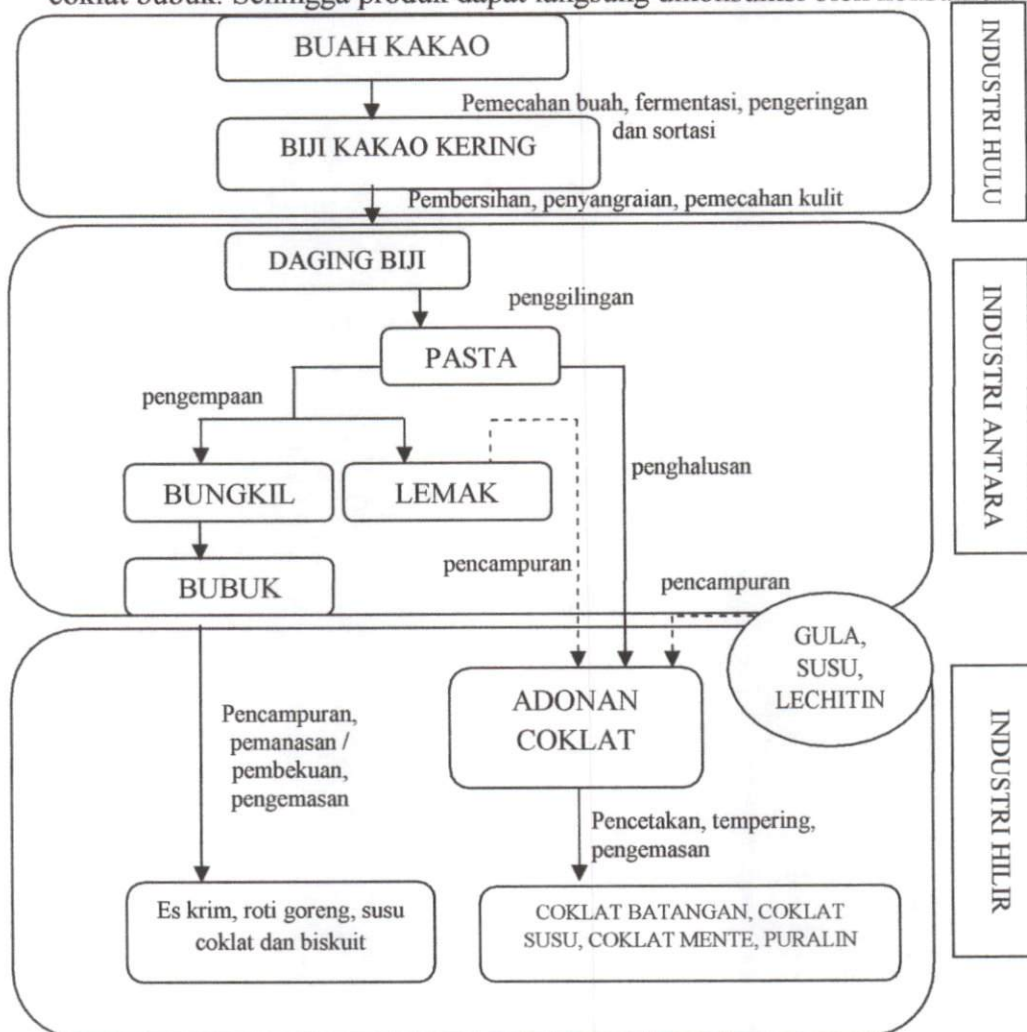 coklat bubuk. Sehingga produk dapat langsung dikonsumsi oleh
BUAH KAKAO
Pemecahan buah, fermentasi, pengeringan
dan sortasi
BIJI KAKAO KERING
Pembersihan, penyangraian, pemecahan kulit
INDUSTRI HULU
DAGING BIJI
penggilingan
PASTA
pengempaan
penghalusan
BUNGKIL
LEMAK
pencampuran
pencampuran
BUBUK
INDUSTRI ANTARA
GULA,
SUSU,
LECHITIN
ADONAN
COKLAT
Pencampuran,
pemanasan /
pembekuan,
pengemasan
Pencetakan, tempering,
pengemasan
Es krim, roti goreng, susu
coklat dan biskuit
COKLAT BATANGAN, COKLAT
SUSU, COKLAT MENTE, PURALIN
INDUSTRI HILIR